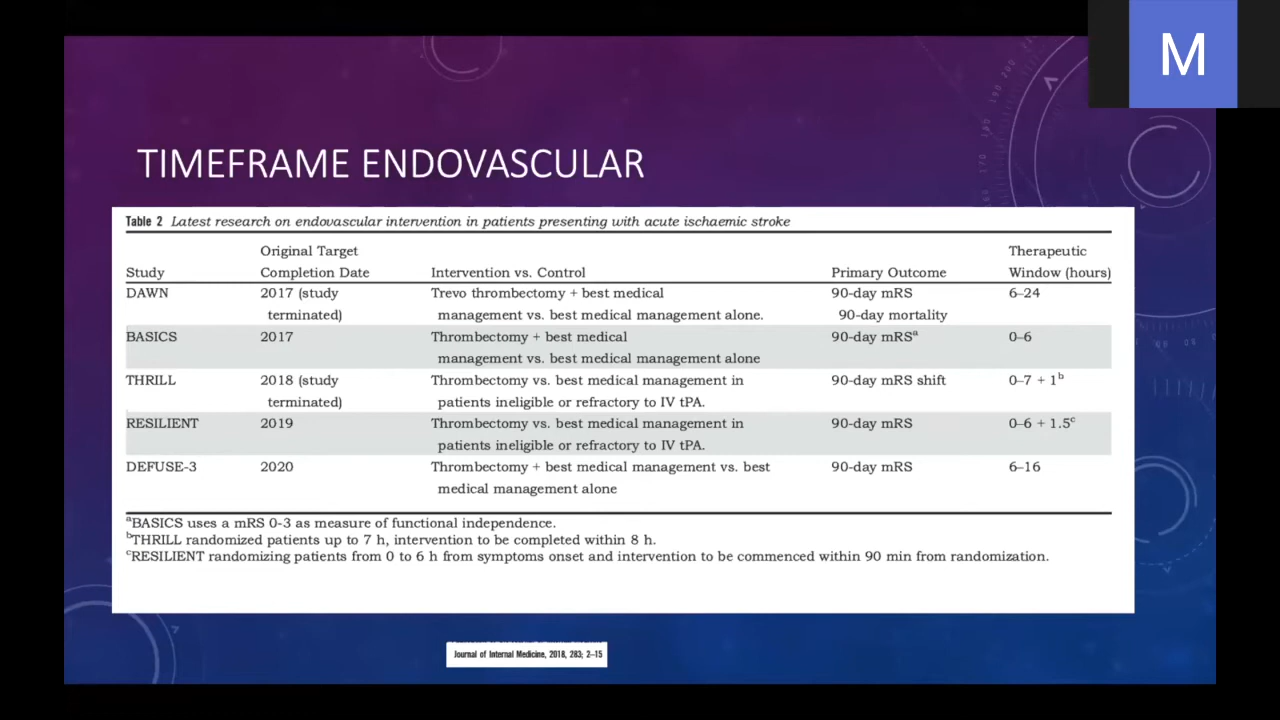 M
TIMEFRAME ENDOVASCULAR
Table 2 Latest research on endovascular intervention in patients presenting with acute ischaemic stroke
Original Target Therapeutic
Study Completion Date Intervention vs. Control Primary Outcome Window (hours)
DAWN 2017 (study Trevo thrombectomy + best medical 90-day mRS 6–24
terminated) management vs. best medical management alone. 90-day mortality
BASICS 2017 Thrombectomy + best medical 90-day mRSᵃ 0–6
management vs. best medical management alone
THRILL 2018 (study Thrombectomy vs. best medical management in 90-day mRS shift 0–7 + 1ᵇ
terminated) patients ineligible or refractory to IV tPA.
RESILIENT 2019 Thrombectomy vs. best medical management in 90-day mRS 0–6 + 1.5ᶜ
patients ineligible or refractory to IV tPA.
DEFUSE-3 2020 Thrombectomy + best medical management vs. best 90-day mRS 6–16
medical management alone
ᵃBASICS uses a mRS 0-3 as measure of functional independence.
ᵇTHRILL randomized patients up to 7 h, intervention to be completed within 8 h.
ᶜRESILIENT randomizing patients from 0 to 6 h from symptoms onset and intervention to be commenced within 90 min from randomization.
Journal of Internal Medicine, 2018, 283; 2–15